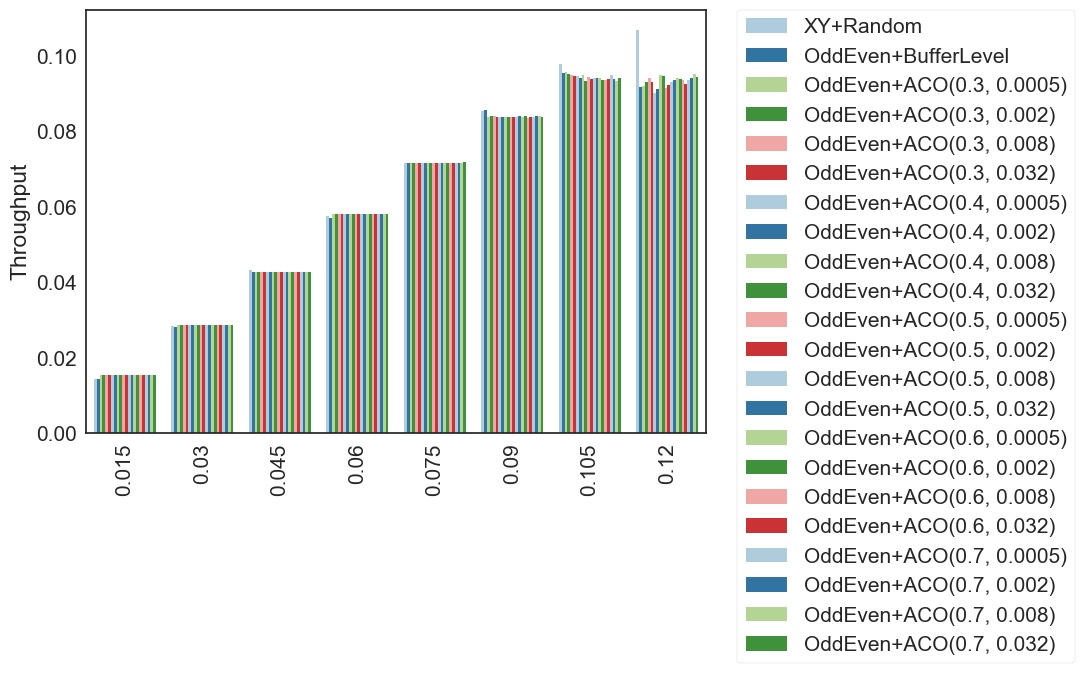 Throughput
0.10
0.08
0.06
0.04
0.02
0.00
0.015
0.03
0.045
0.06
0.075
0.09
0.105
0.12
XY+Random
OddEven+BufferLevel
OddEven+ACO(0.3, 0.0005)
OddEven+ACO(0.3, 0.002)
OddEven+ACO(0.3, 0.008)
OddEven+ACO(0.3, 0.032)
OddEven+ACO(0.4, 0.0005)
OddEven+ACO(0.4, 0.002)
OddEven+ACO(0.4, 0.008)
OddEven+ACO(0.4, 0.032)
OddEven+ACO(0.5, 0.0005)
OddEven+ACO(0.5, 0.002)
OddEven+ACO(0.5, 0.008)
OddEven+ACO(0.5, 0.032)
OddEven+ACO(0.6, 0.0005)
OddEven+ACO(0.6, 0.002)
OddEven+ACO(0.6, 0.008)
OddEven+ACO(0.6, 0.032)
OddEven+ACO(0.7, 0.0005)
OddEven+ACO(0.7, 0.002)
OddEven+ACO(0.7, 0.008)
OddEven+ACO(0.7, 0.032)